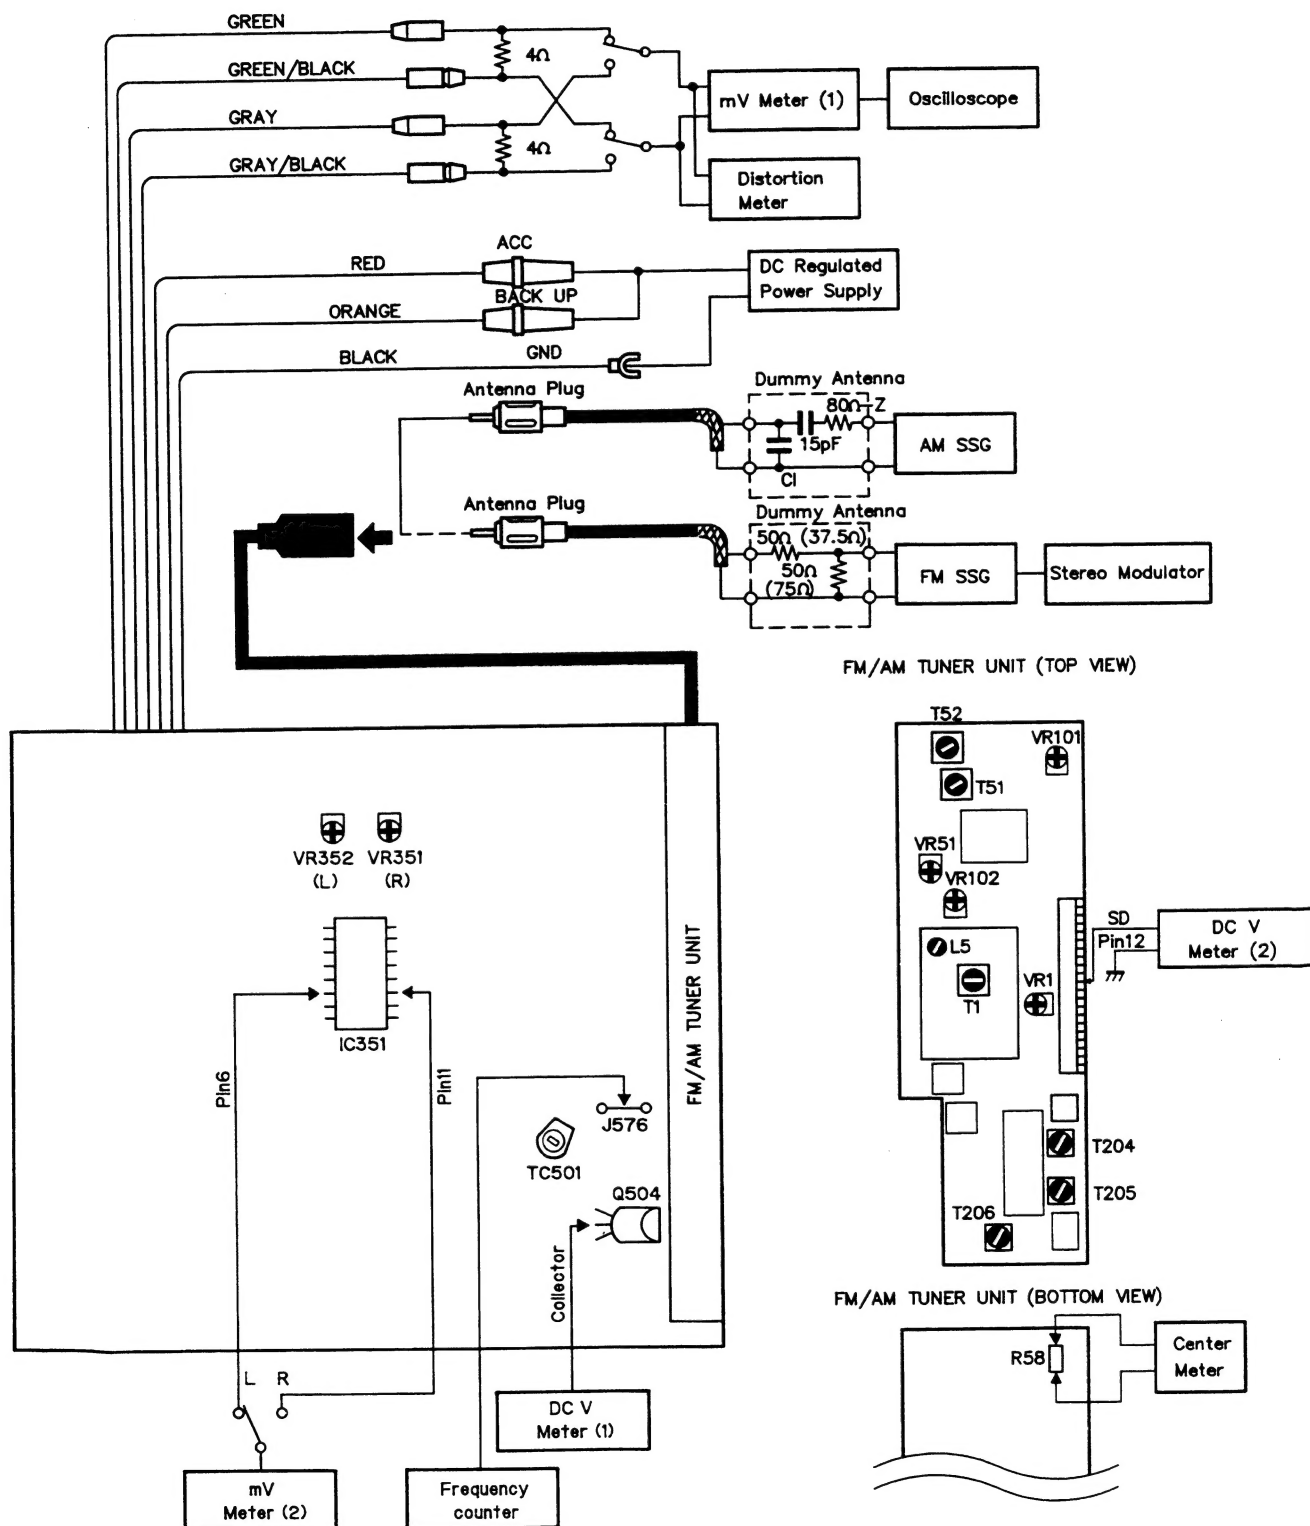 GREEN
4Ω
GREEN/BLACK
mV Meter (1)
Oscilloscope
GRAY
4Ω
GRAY/BLACK
Distortion
Meter
ACC
RED
DC Regulated
Power Supply
BACK UP
ORANGE
GND
BLACK
Dummy Antenna
Antenna Plug
80Ω-Z
15pF
AM SSG
CI
Antenna Plug
Dummy Antenna
50Ω (37.5Ω)
50Ω
(75Ω)
FM SSG
Stereo Modulator
FM/AM TUNER UNIT (TOP VIEW)
T52
VR101
T51
VR51
VR102
VR352
(L)
VR351
(R)
SD
Pin12
DC V
Meter (2)
L5
T1
VR1
FM/AM TUNER UNIT
IC351
Pin6
Pin11
J576
TC501
T204
T205
Q504
T206
Collector
FM/AM TUNER UNIT (BOTTOM VIEW)
R58
Center
Meter
L R
DC V
Meter (1)
mV
Meter (2)
Frequency
counter